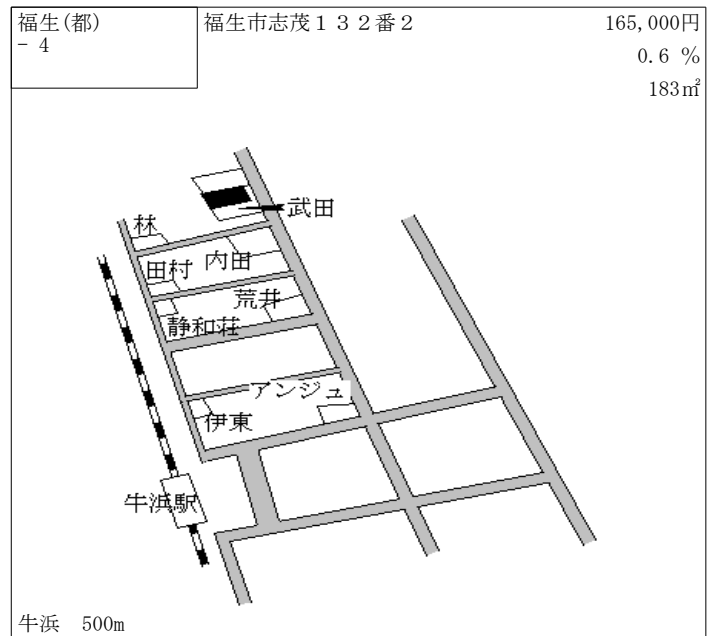 福生(都)
- 4
福生市志茂１３２番２
165,000円
0.6 %
183㎡
武田
林
内田
田村
荒井
静和荘
アンジュ
伊東
牛浜駅
牛浜　500m